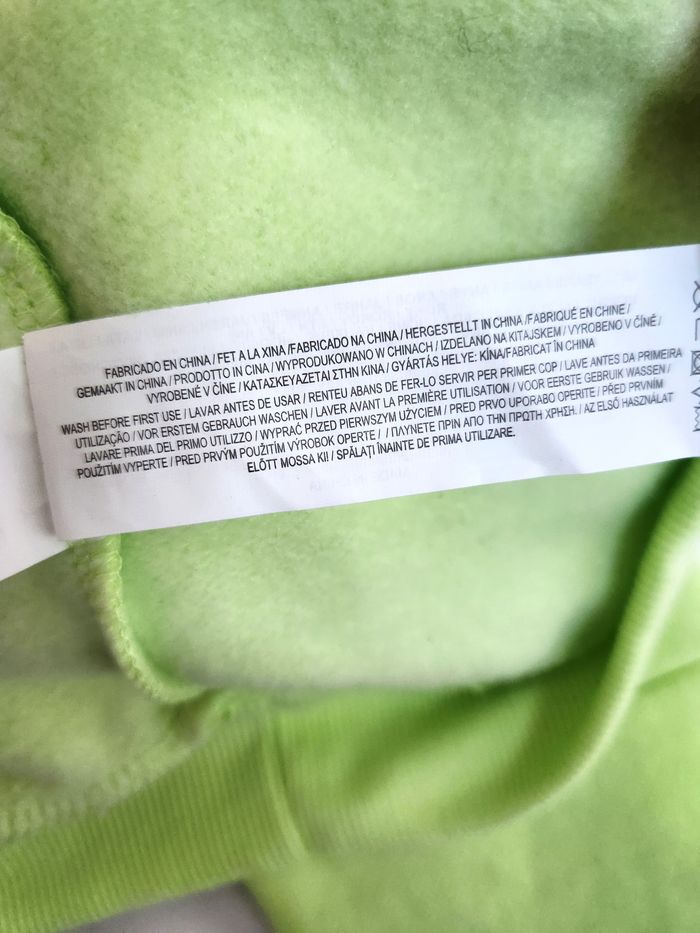 FABRICADO EN CHINA / FET A LA XINA /FABRICADO NA CHINA / HERGESTELLT IN CHINA /FABRIQUÉ EN CHINE /
GEMAAKT IN CHINA / PRODOTTO IN CINA / WYPRODUKOWANO W CHINACH / IZDELANO NA KITAJSKEM / VYROBENO V ČÍNĚ /
VYROBENÉ V ČÍNE / ΚΑΤΑΣΚΕΥΑΖΕΤΑΙ ΣΤΗΝ ΚΙΝΑ / GYÁRTÁS HELYE: KÍNA/FABRICAT ÎN CHINA
WASH BEFORE FIRST USE / LAVAR ANTES DE USAR / RENTEU ABANS DE FER-LO SERVIR PER PRIMER COP / LAVE ANTES DA PRIMEIRA
UTILIZAÇÃO / VOR ERSTEM GEBRAUCH WASCHEN / LAVER AVANT LA PREMIÈRE UTILISATION / VOOR EERSTE GEBRUIK WASSEN /
LAVARE PRIMA DEL PRIMO UTILIZZO / WYPRAĆ PRZED PIERWSZYM UŻYCIEM / PRED PRVO UPORABO OPERITE / PŘED PRVNÍM
POUŽITÍM VYPERTE / PRED PRVÝM POUŽITÍM VÝROBOK OPERTE / / ΠΛΥΝΕΤΕ ΠΡΙΝ ΑΠΟ ΤΗΝ ΠΡΩΤΗ ΧΡΗΣΗ. / AZ ELSŐ HASZNÁLAT
ELŐTT MOSSA KI! / SPĂLAȚI ÎNAINTE DE PRIMA UTILIZARE.